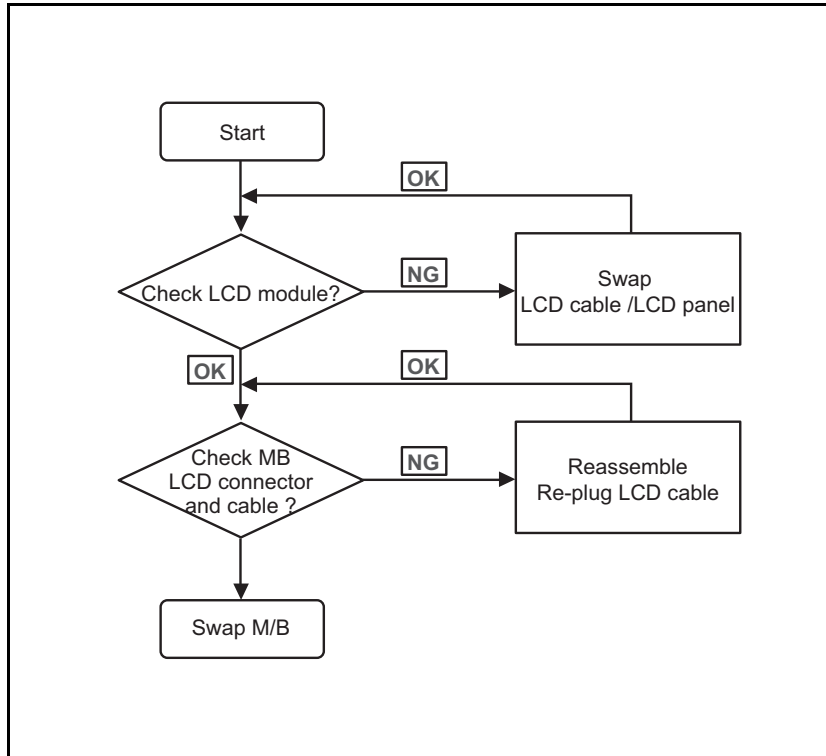 Start
OK
Check LCD module?
NG
Swap
LCD cable /LCD panel
OK
OK
Check MB
LCD connector
and cable ?
NG
Reassemble
Re-plug LCD cable
Swap M/B